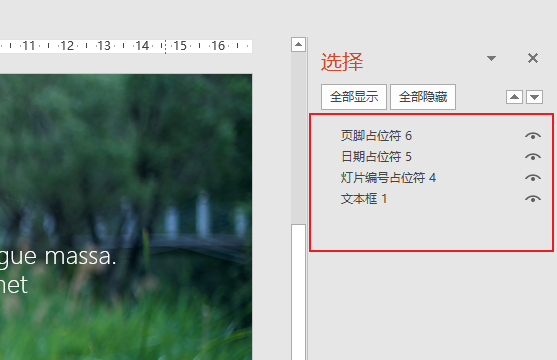 11 12 13 14 15 16
选择
全部显示 全部隐藏
页脚占位符 6
日期占位符 5
灯片编号占位符 4
文本框 1
gue massa.
net